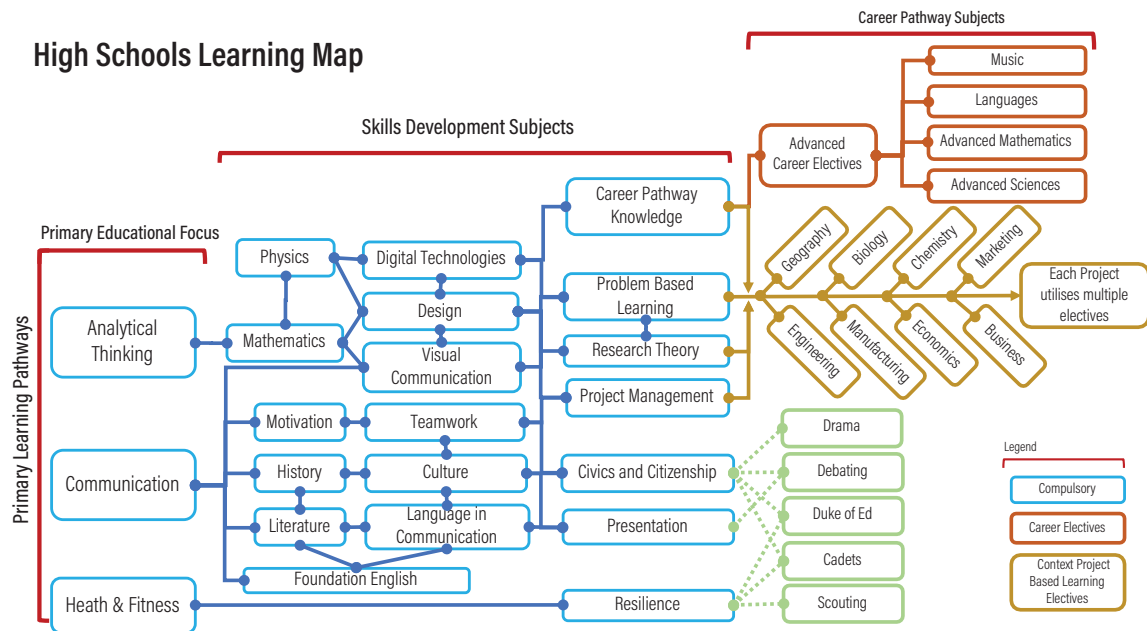 High Schools Learning Map
Career Pathway Subjects
Skills Development Subjects
Primary Educational Focus
Primary Learning Pathways
Analytical
Thinking
Communication
Heath & Fitness
Physics
Mathematics
Motivation
History
Literature
Foundation English
Digital Technologies
Design
Visual
Communication
Teamwork
Culture
Language in
Communication
Career Pathway
Knowledge
Problem Based
Learning
Research Theory
Project Management
Civics and Citizenship
Presentation
Resilience
Advanced
Career Electives
Music
Languages
Advanced Mathematics
Advanced Sciences
Geography
Biology
Chemistry
Marketing
Engineering
Manufacturing
Economics
Business
Each Project
utilises multiple
electives
Drama
Debating
Duke of Ed
Cadets
Scouting
Legend
Compulsory
Career Electives
Context Project
Based Learning
Electives